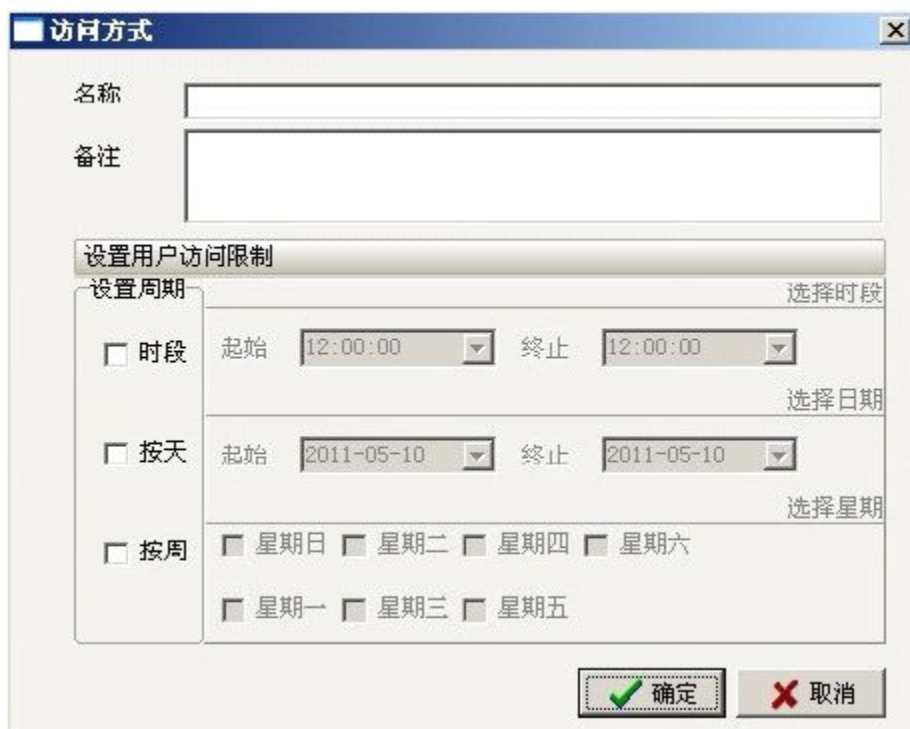 访问方式
名称
备注
设置用户访问限制
设置周期
选择时段
时段 起始 12:00:00 终止 12:00:00
选择日期
按天 起始 2011-05-10 终止 2011-05-10
选择星期
按周 星期日 星期二 星期四 星期六
星期一 星期三 星期五
确定 取消